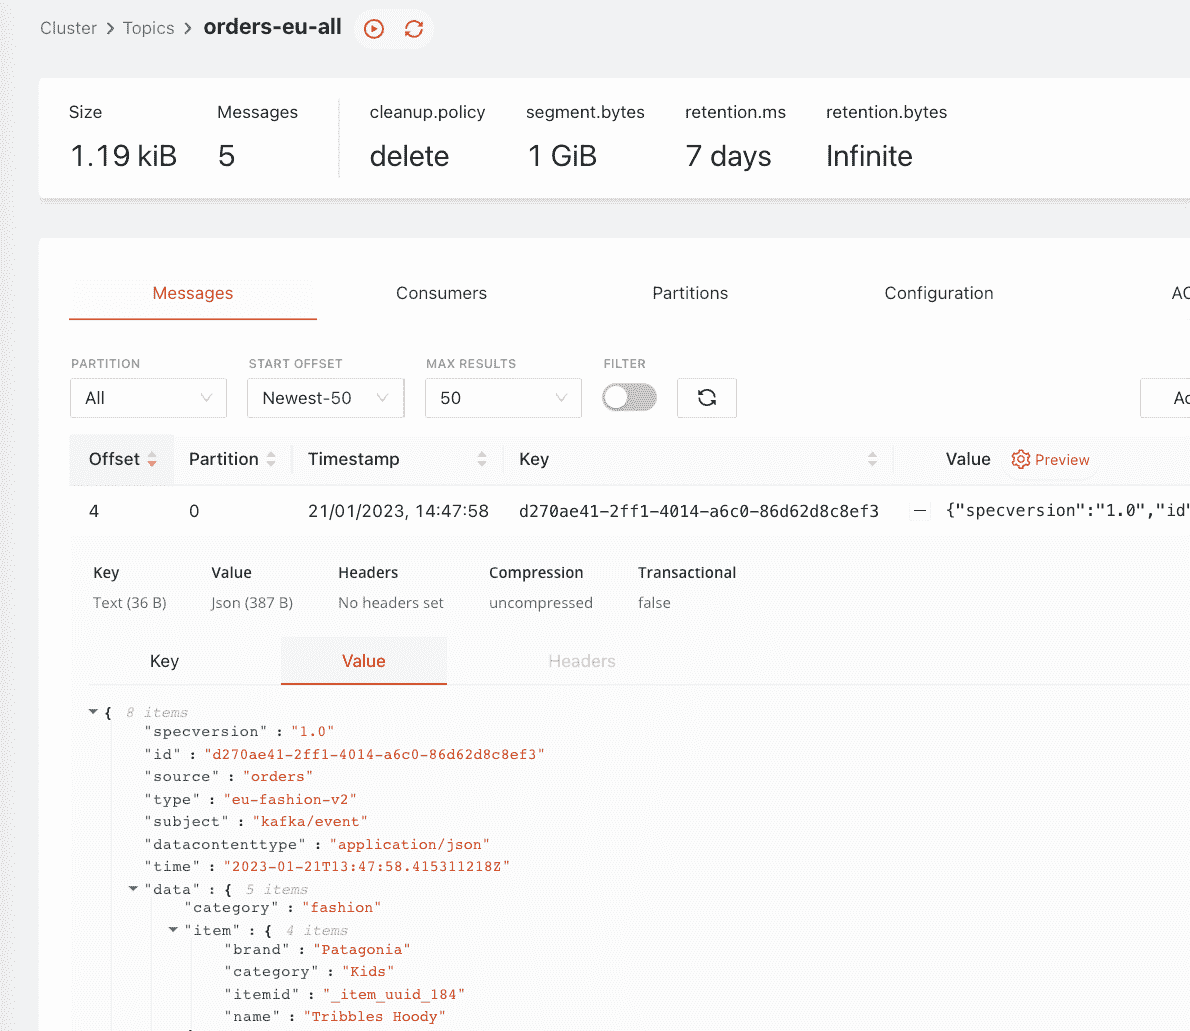 Cluster > Topics > orders-eu-all
Size Messages cleanup.policy segment.bytes retention.ms retention.bytes
1.19 kiB 5 delete 1 GiB 7 days Infinite
Messages Consumers Partitions Configuration AC
PARTITION START OFFSET MAX RESULTS FILTER
All Newest-50 50 Ac
Offset Partition Timestamp Key Value Preview
4 0 21/01/2023, 14:47:58 d270ae41-2ff1-4014-a6c0-86d62d8c8ef3 {"specversion":"1.0","id"
Key Value Headers Compression Transactional
Text (36 B) Json (387 B) No headers set uncompressed false
Key Value Headers
{ 8 items
"specversion" : "1.0"
"id" : "d270ae41-2ff1-4014-a6c0-86d62d8c8ef3"
"source" : "orders"
"type" : "eu-fashion-v2"
"subject" : "kafka/event"
"datacontenttype" : "application/json"
"time" : "2023-01-21T13:47:58.415311218Z"
"data" : { 5 items
"category" : "fashion"
"item" : { 4 items
"brand" : "Patagonia"
"category" : "Kids"
"itemid" : "_item_uuid_184"
"name" : "Tribbles Hoody"